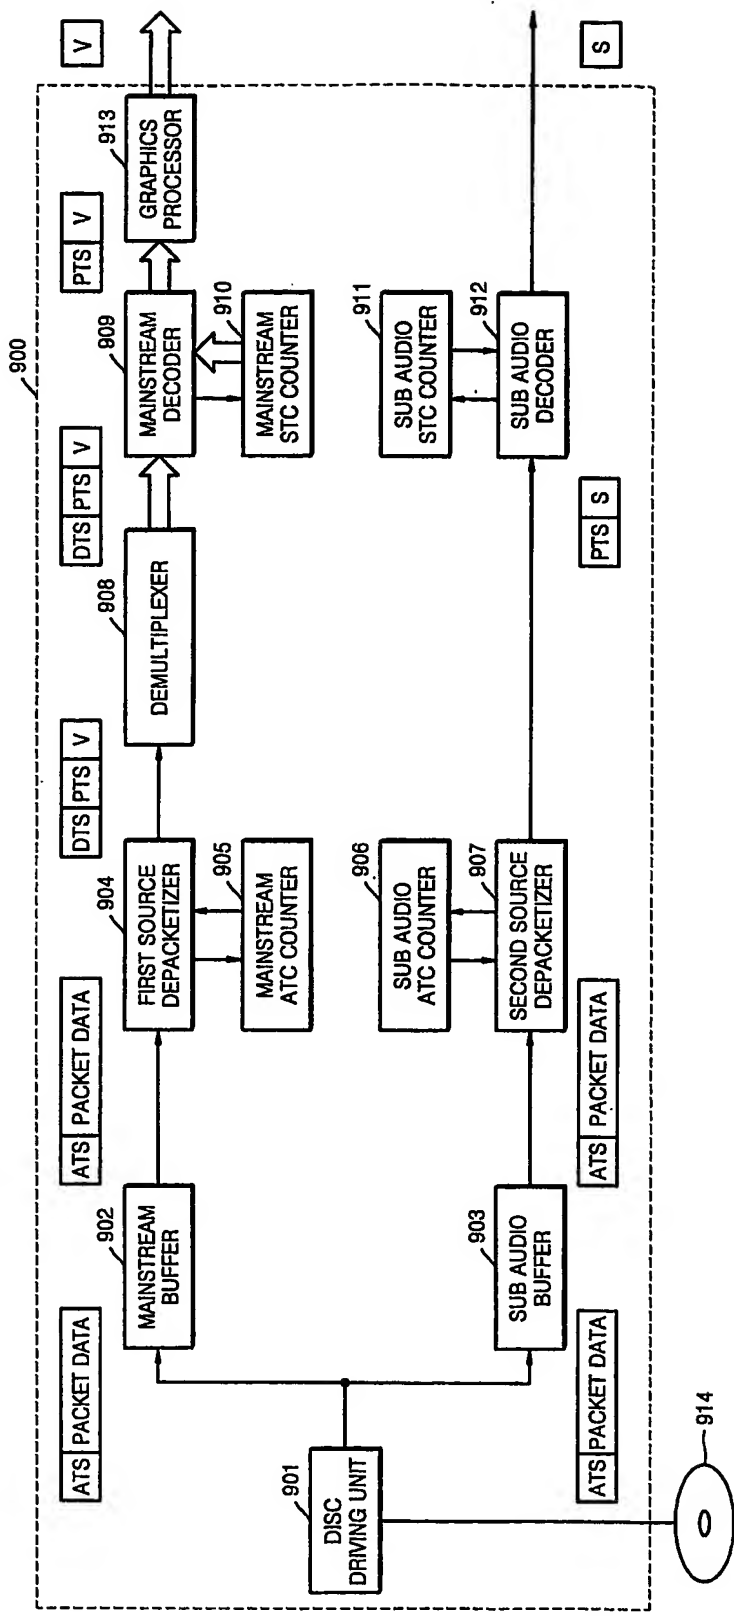 900
ATS PACKET DATA
ATS PACKET DATA
DTS PTS V
DTS PTS V
PTS V
V
902
MAINSTREAM
BUFFER
904
FIRST SOURCE
DEPACKETIZER
908
DEMULTIPLEXER
909
MAINSTREAM
DECODER
913
GRAPHICS
PROCESSOR
905
MAINSTREAM
ATC COUNTER
910
MAINSTREAM
STC COUNTER
901
DISC
DRIVING UNIT
906
SUB AUDIO
ATC COUNTER
911
SUB AUDIO
STC COUNTER
903
SUB AUDIO
BUFFER
907
SECOND SOURCE
DEPACKETIZER
912
SUB AUDIO
DECODER
ATS PACKET DATA
ATS PACKET DATA
PTS S
S
914